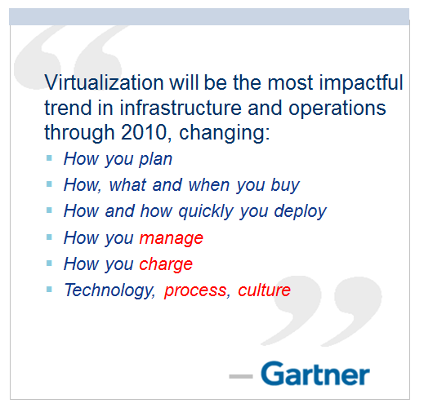 Virtualization will be the most impactful
trend in infrastructure and operations
through 2010, changing:
▪ How you plan
▪ How, what and when you buy
▪ How and how quickly you deploy
▪ How you manage
▪ How you charge
▪ Technology, process, culture
— Gartner